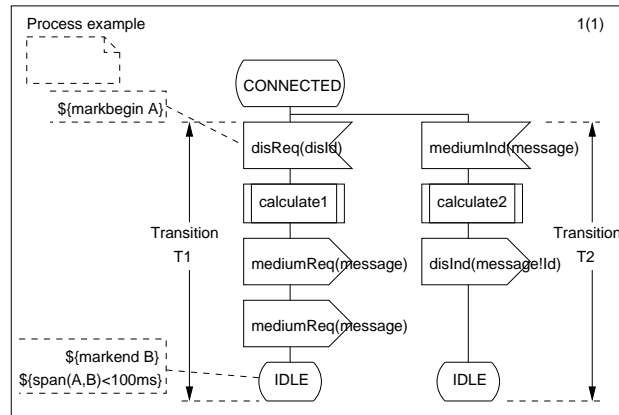 Process example
1(1)
CONNECTED
${markbegin A}
disReq(disId)
mediumInd(message)
calculate1
calculate2
Transition
T1
Transition
T2
mediumReq(message)
disInd(message!Id)
mediumReq(message)
${markend B}
${span(A,B)<100ms}
IDLE
IDLE